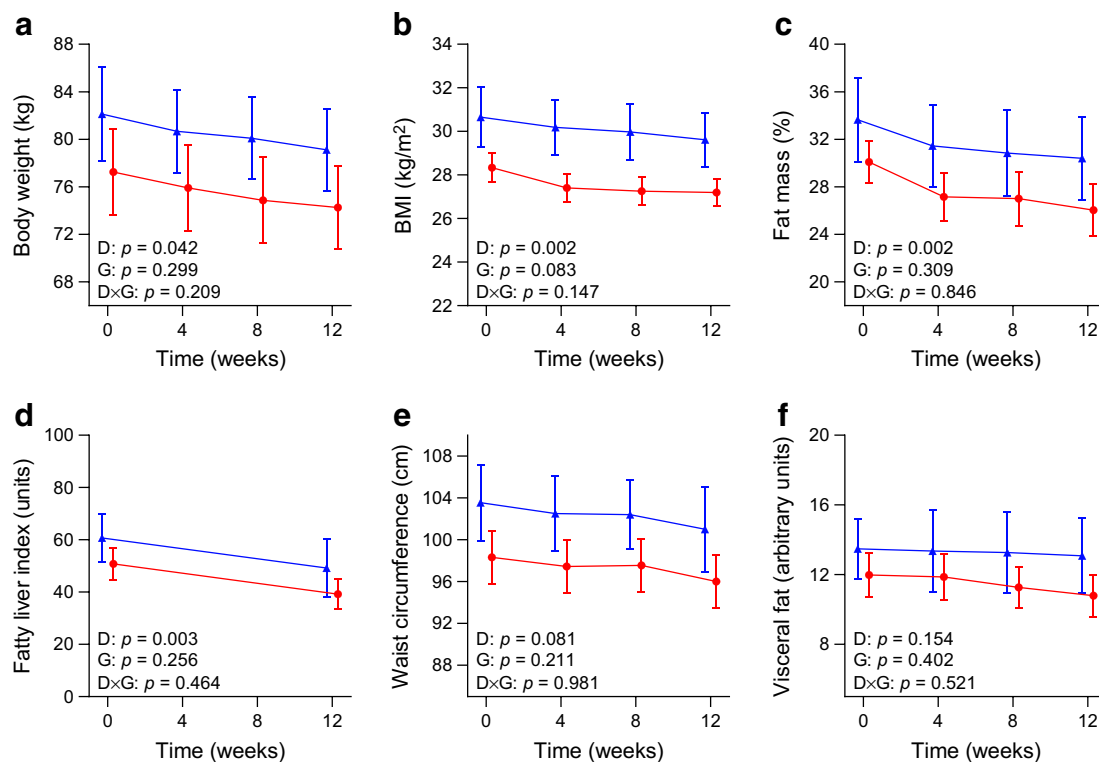 a
Body weight (kg)
88
84
80
76
72
68
D: p = 0.042
G: p = 0.299
D×G: p = 0.209
0 4 8 12
Time (weeks)
b
BMI (kg/m²)
34
32
30
28
26
24
22
D: p = 0.002
G: p = 0.083
D×G: p = 0.147
0 4 8 12
Time (weeks)
c
Fat mass (%)
40
36
32
28
24
20
D: p = 0.002
G: p = 0.309
D×G: p = 0.846
0 4 8 12
Time (weeks)
d
Fatty liver index (units)
100
80
60
40
20
0
D: p = 0.003
G: p = 0.256
D×G: p = 0.464
0 4 8 12
Time (weeks)
e
Waist circumference (cm)
108
104
100
96
92
88
D: p = 0.081
G: p = 0.211
D×G: p = 0.981
0 4 8 12
Time (weeks)
f
Visceral fat (arbitrary units)
20
16
12
8
D: p = 0.154
G: p = 0.402
D×G: p = 0.521
0 4 8 12
Time (weeks)